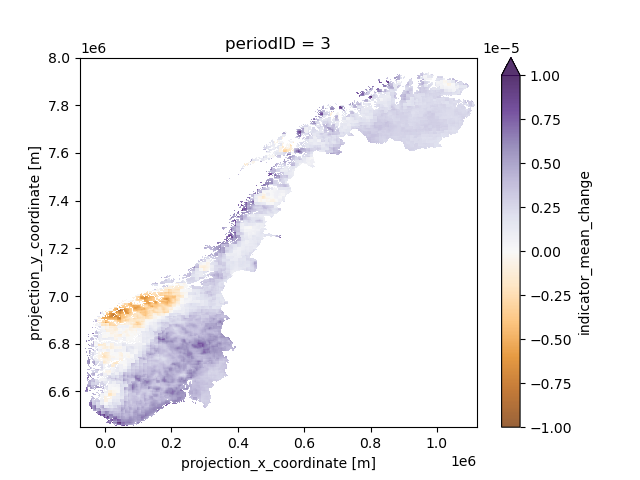 periodID = 3
1e6
1e−5
8.0
7.8
7.6
7.4
7.2
7.0
6.8
6.6
projection_y_coordinate [m]
0.0 0.2 0.4 0.6 0.8 1.0
projection_x_coordinate [m]
1e6
1.00
0.75
0.50
0.25
0.00
−0.25
−0.50
−0.75
−1.00
indicator_mean_change